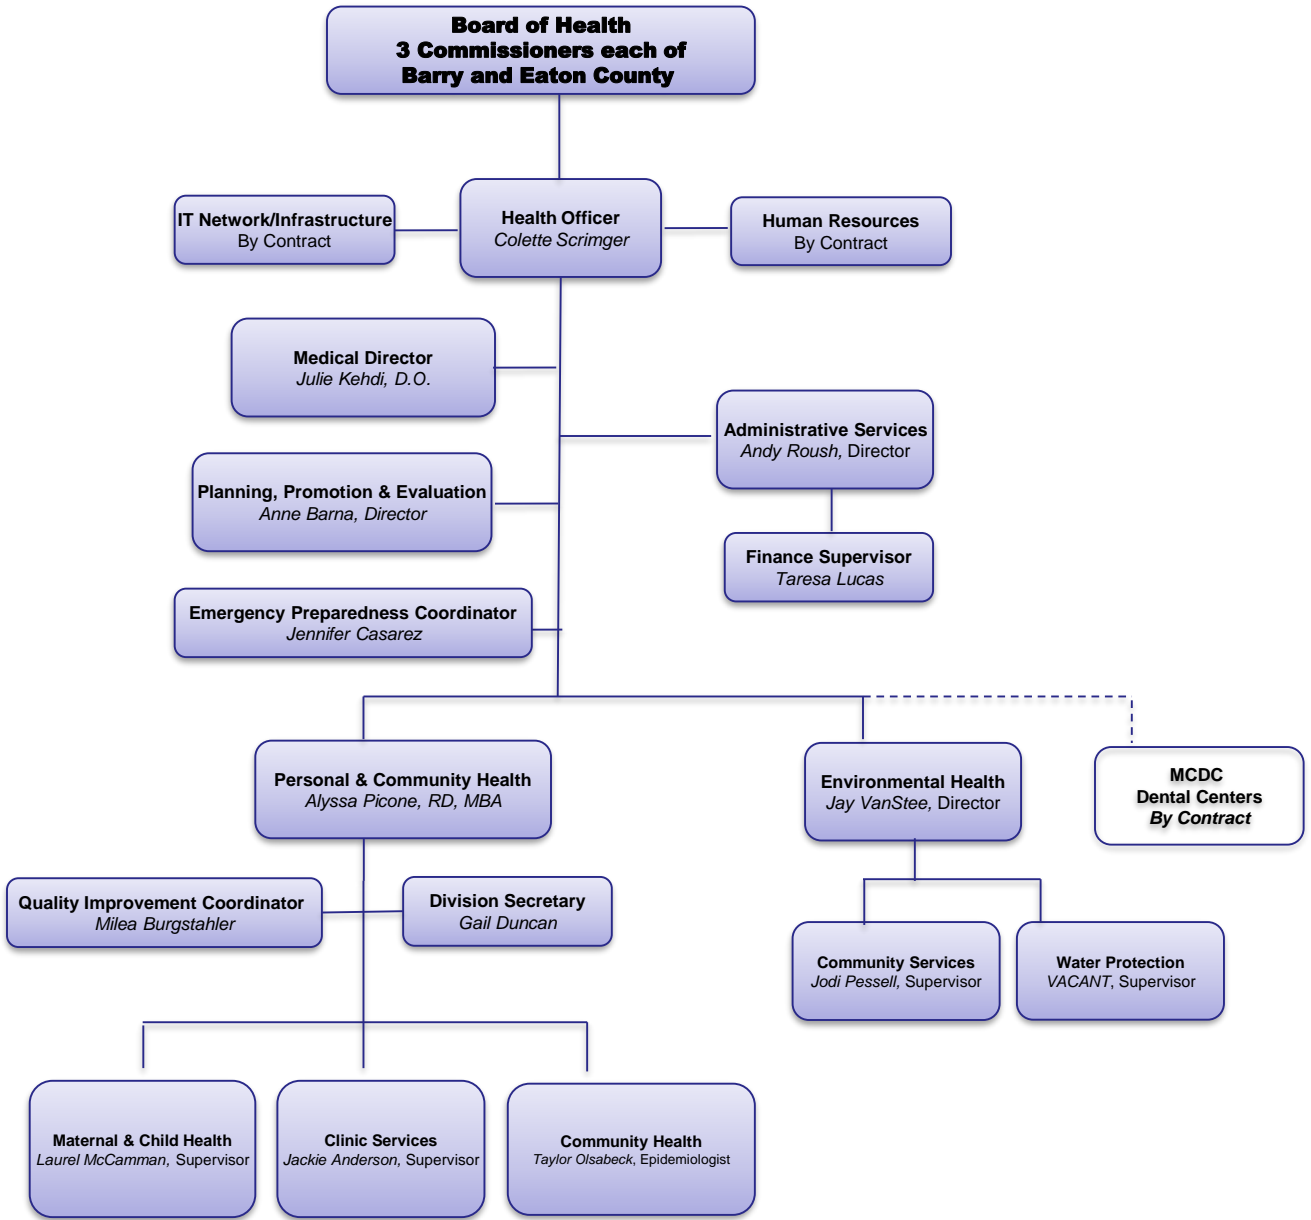 Board of Health
3 Commissioners each of
Barry and Eaton County
IT Network/Infrastructure
By Contract
Health Officer
Colette Scrimger
Human Resources
By Contract
Medical Director
Julie Kehdi, D.O.
Administrative Services
Andy Roush, Director
Planning, Promotion & Evaluation
Anne Barna, Director
Finance Supervisor
Taresa Lucas
Emergency Preparedness Coordinator
Jennifer Casarez
Personal & Community Health
Alyssa Picone, RD, MBA
Environmental Health
Jay VanStee, Director
MCDC
Dental Centers
By Contract
Quality Improvement Coordinator
Milea Burgstahler
Division Secretary
Gail Duncan
Community Services
Jodi Pessell, Supervisor
Water Protection
VACANT, Supervisor
Maternal & Child Health
Laurel McCamman, Supervisor
Clinic Services
Jackie Anderson, Supervisor
Community Health
Taylor Olsabeck, Epidemiologist